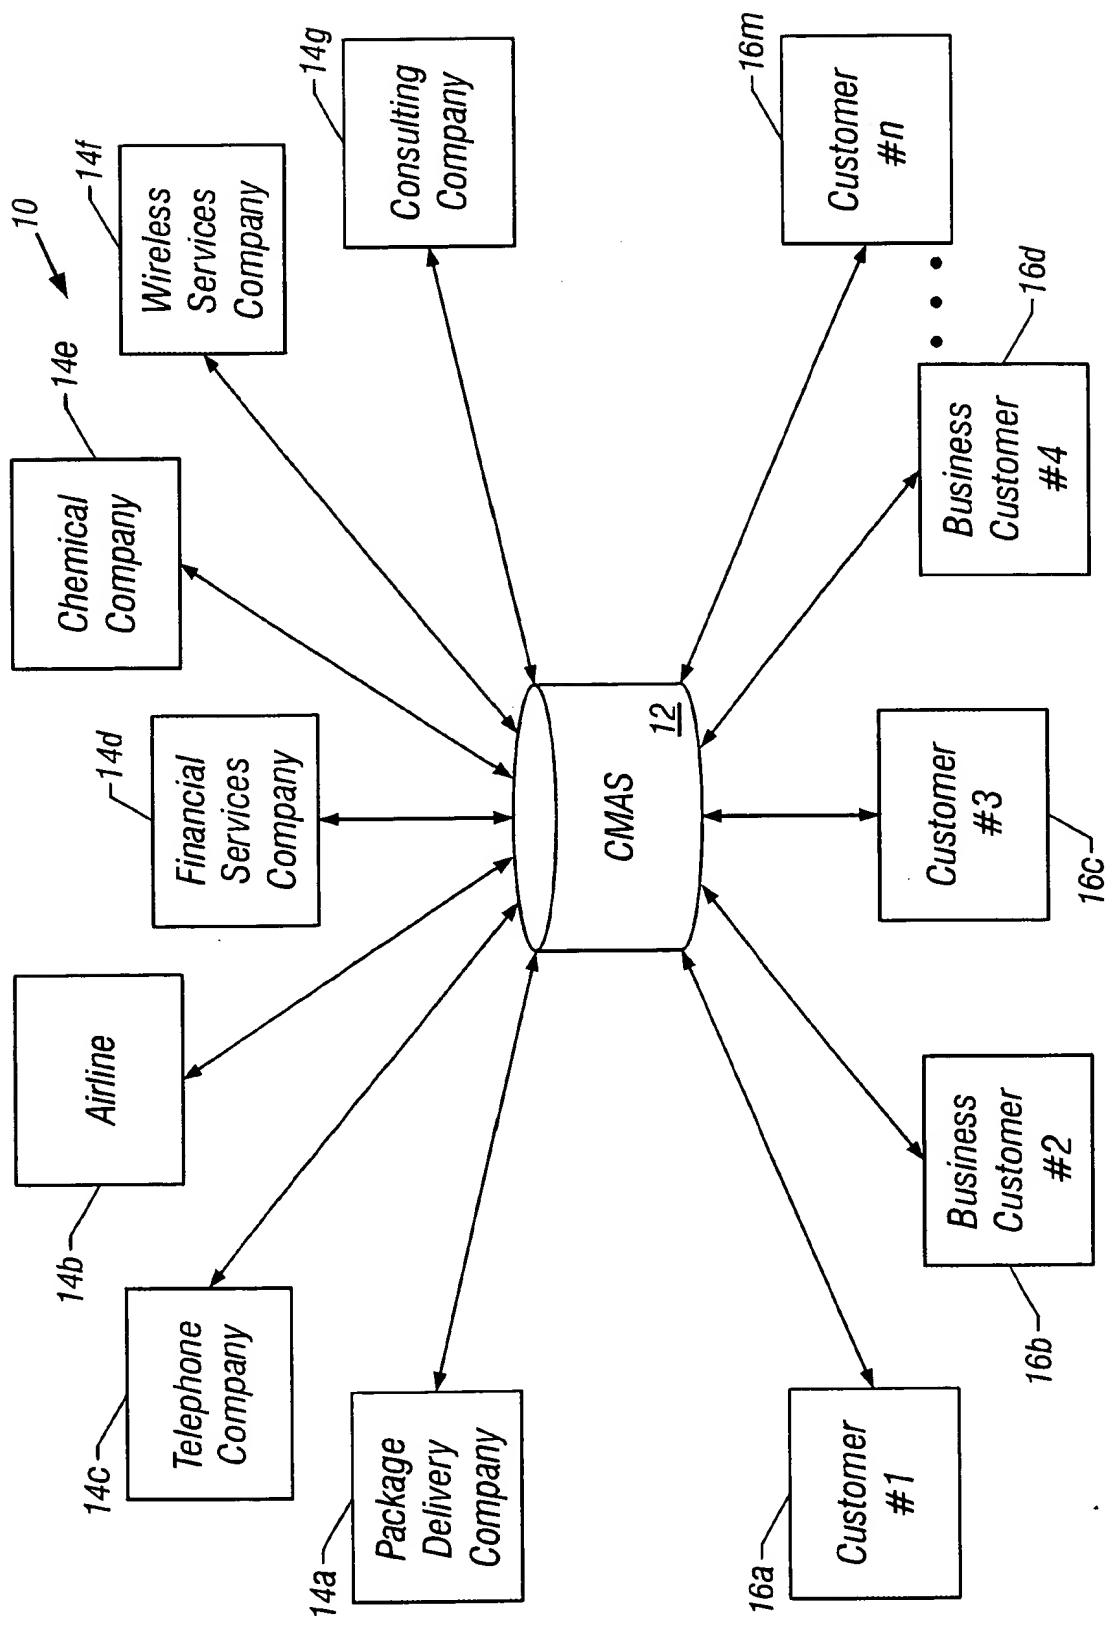 10
14c
Telephone
Company
14b
Airline
14d
Financial
Services
Company
14e
Chemical
Company
14f
Wireless
Services
Company
14a
Package
Delivery
Company
14g
Consulting
Company
CMAS
12
16a
Customer
#1
16b
Business
Customer
#2
Customer
#3
16c
Business
Customer
#4
16d
Customer
#n
16m